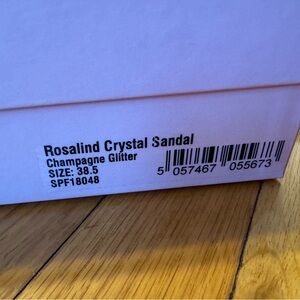 Rosalind Crystal Sandal
Champagne Glitter
SIZE: 38.5
SPF18048
5 057467 055673